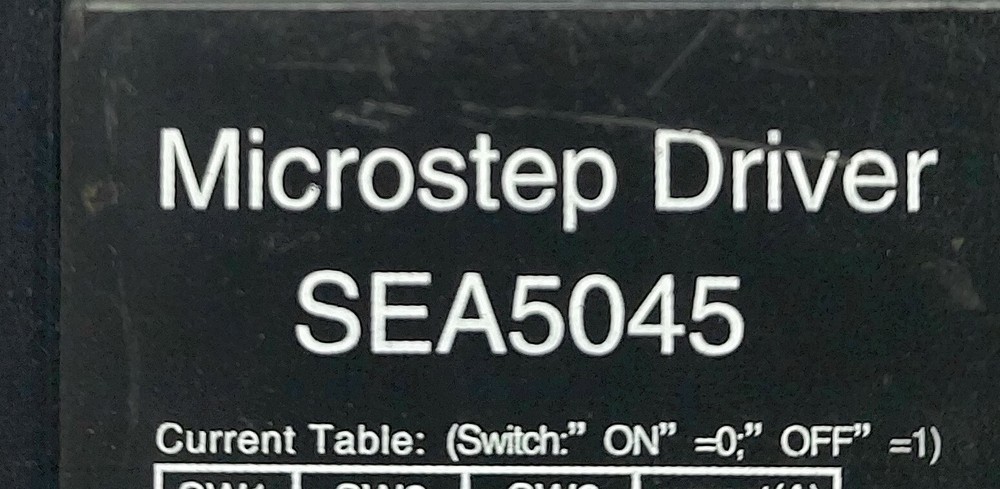 Microstep Driver
SEA5045
Current Table: (Switch:” ON” =0;” OFF” =1)